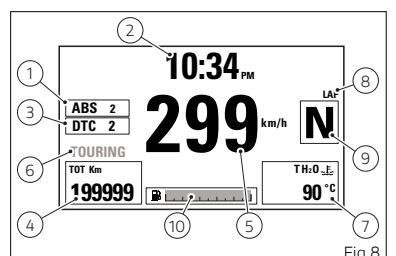 2
10:34 PM
1
8
LAP
ABS 2
3
DTC 2
299 km/h
N
6
TOURING
9
TOT Km
199999
TH2O
90 °C
4
10
5
7
Fig 8